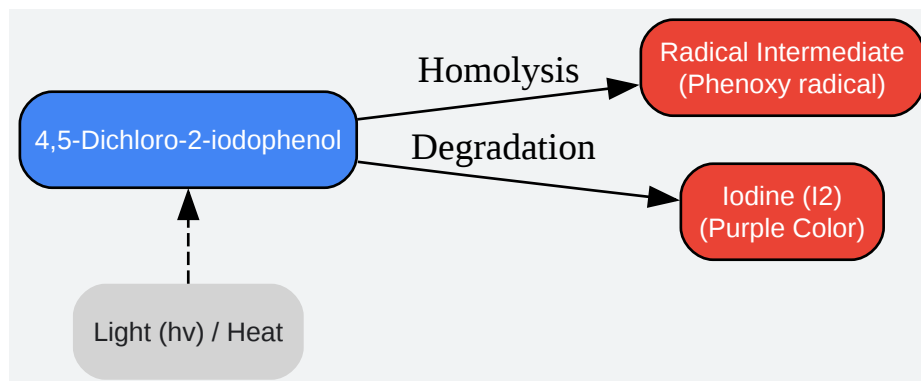 Radical Intermediate
(Phenoxy radical)
Homolysis
4,5-Dichloro-2-iodophenol
Degradation
Iodine (I2)
(Purple Color)
Light (hv) / Heat